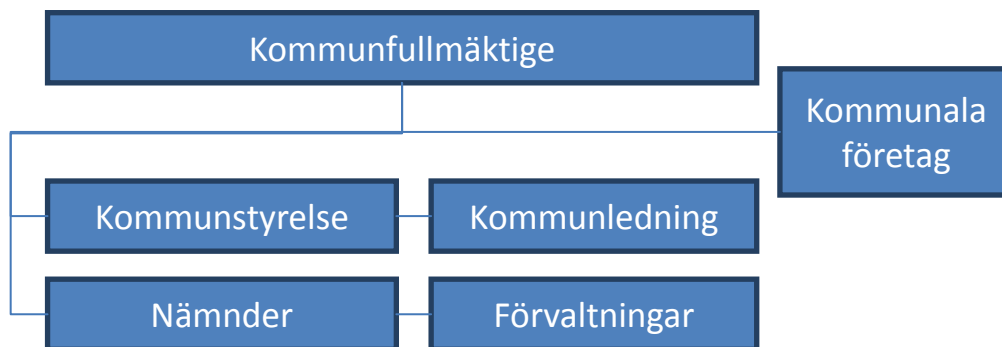 Kommunfullmäktige
Kommunala
företag
Kommunstyrelse
Kommunledning
Nämnder
Förvaltningar